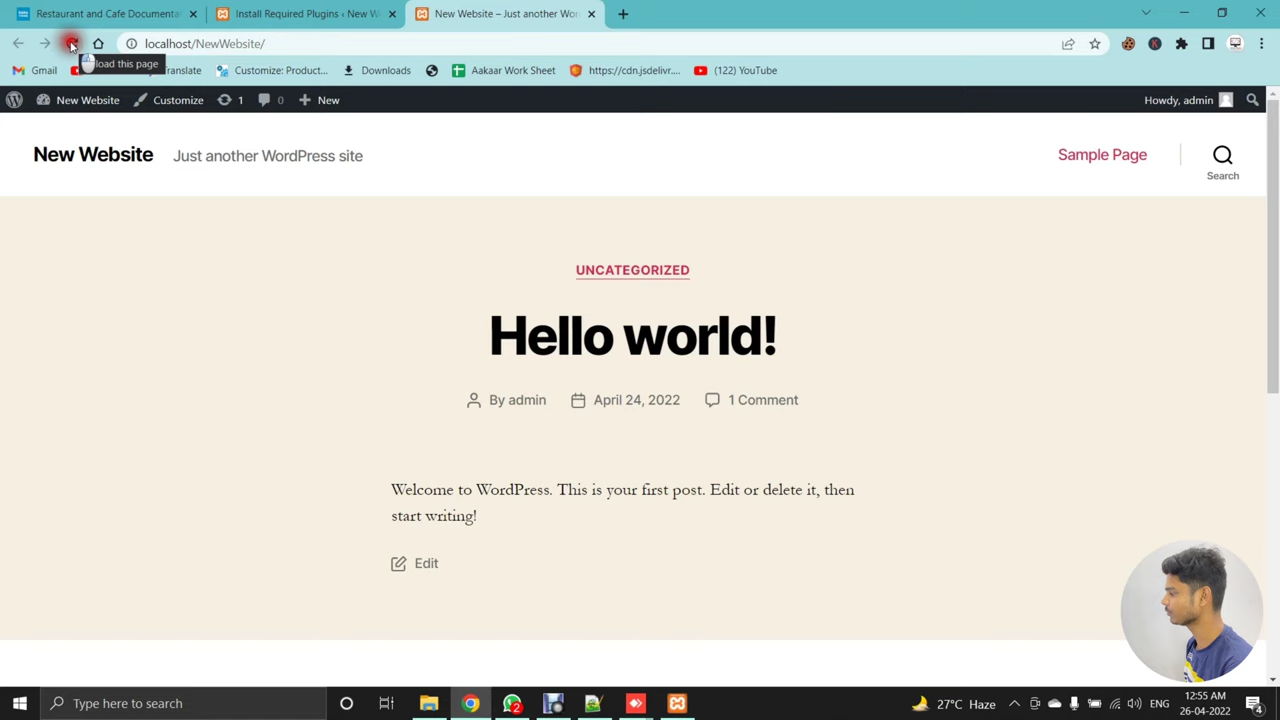 Restaurant and Cafe Documenta
Install Required Plugins ‹ New W
New Website – Just another Wor
localhost/NewWebsite/
Gmail
Translate
Customize: Product...
Downloads
Aakaar Work Sheet
https://cdn.jsdelivr....
(122) YouTube
load this page
New Website
Customize
1
0
New
Howdy, admin
New Website
Just another WordPress site
Sample Page
Search
UNCATEGORIZED
Hello world!
By admin
April 24, 2022
1 Comment
Welcome to WordPress. This is your first post. Edit or delete it, then
start writing!
Edit
Type here to search
2
27°C Haze
ENG
12:55 AM
26-04-2022
4